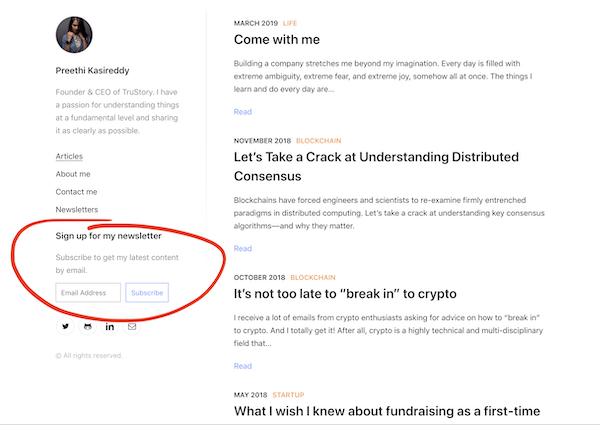 Preethi Kasireddy
Founder & CEO of TruStory. I have
a passion for understanding things
at a fundamental level and sharing
it as clearly as possible.
Articles
About me
Contact me
Newsletters
Sign up for my newsletter
Subscribe to get my latest content
by email.
Email Address Subscribe
© All rights reserved.
MARCH 2019 LIFE
Come with me
Building a company stretches me beyond my imagination. Every day is filled with
extreme ambiguity, extreme fear, and extreme joy, somehow all at once. The things I
learn and do every day are...
Read
NOVEMBER 2018 BLOCKCHAIN
Let’s Take a Crack at Understanding Distributed
Consensus
Blockchains have forced engineers and scientists to re-examine firmly entrenched
paradigms in distributed computing. Let’s take a crack at understanding key consensus
algorithms—and why they matter.
Read
OCTOBER 2018 BLOCKCHAIN
It’s not too late to “break in” to crypto
I receive a lot of emails from crypto enthusiasts asking for advice on how to “break in”
to crypto. And I totally get it! After all, crypto is a highly technical and multi-disciplinary
field that...
Read
MAY 2018 STARTUP
What I wish I knew about fundraising as a first-time